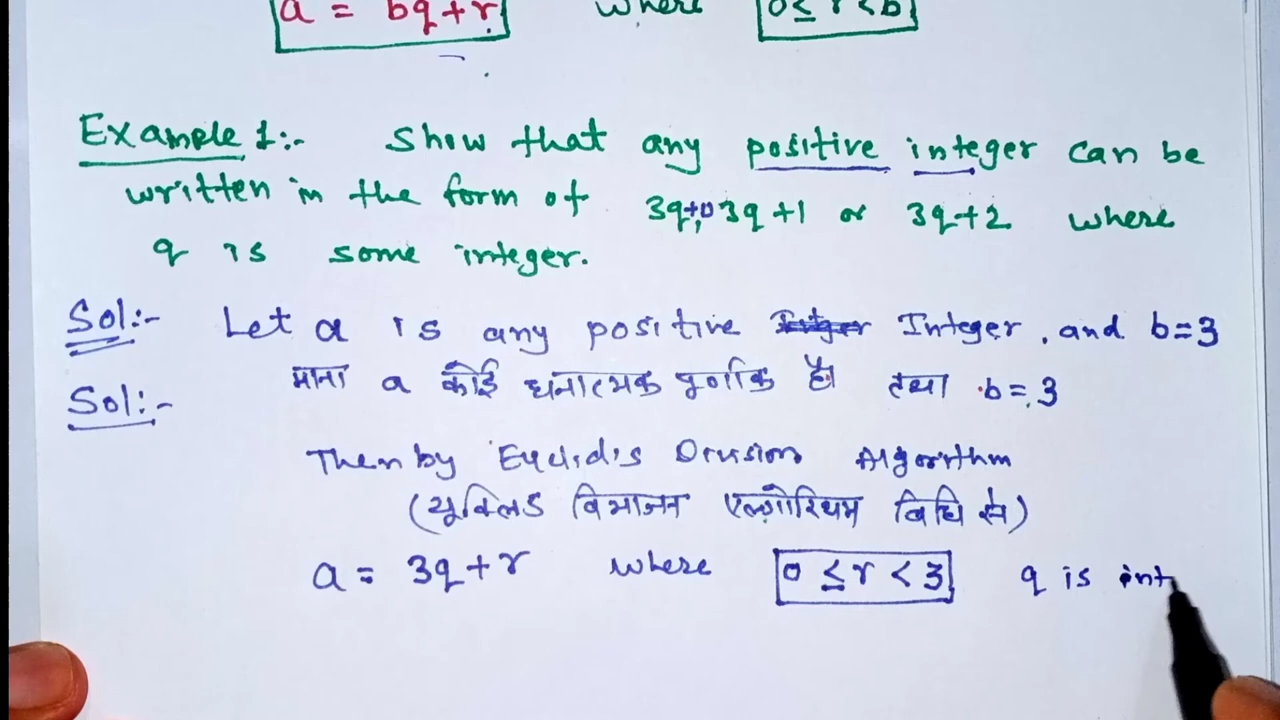 a = bq+r where 0≤ r <b
Example 1:- Show that any positive integer can be
written in the form of 3q+0, 3q+1 or 3q+2 where
q is some integer.
Sol:- Let a is any positive Integer, and b=3
माना a कोई धनात्मक पूर्णांक है। तथा b=3
Sol:-
Then by Euclid's Division Algorithm
(यूक्लिड विभाजन एल्गोरिथम विधि से)
a = 3q+r where 0 ≤ r < 3 q is int